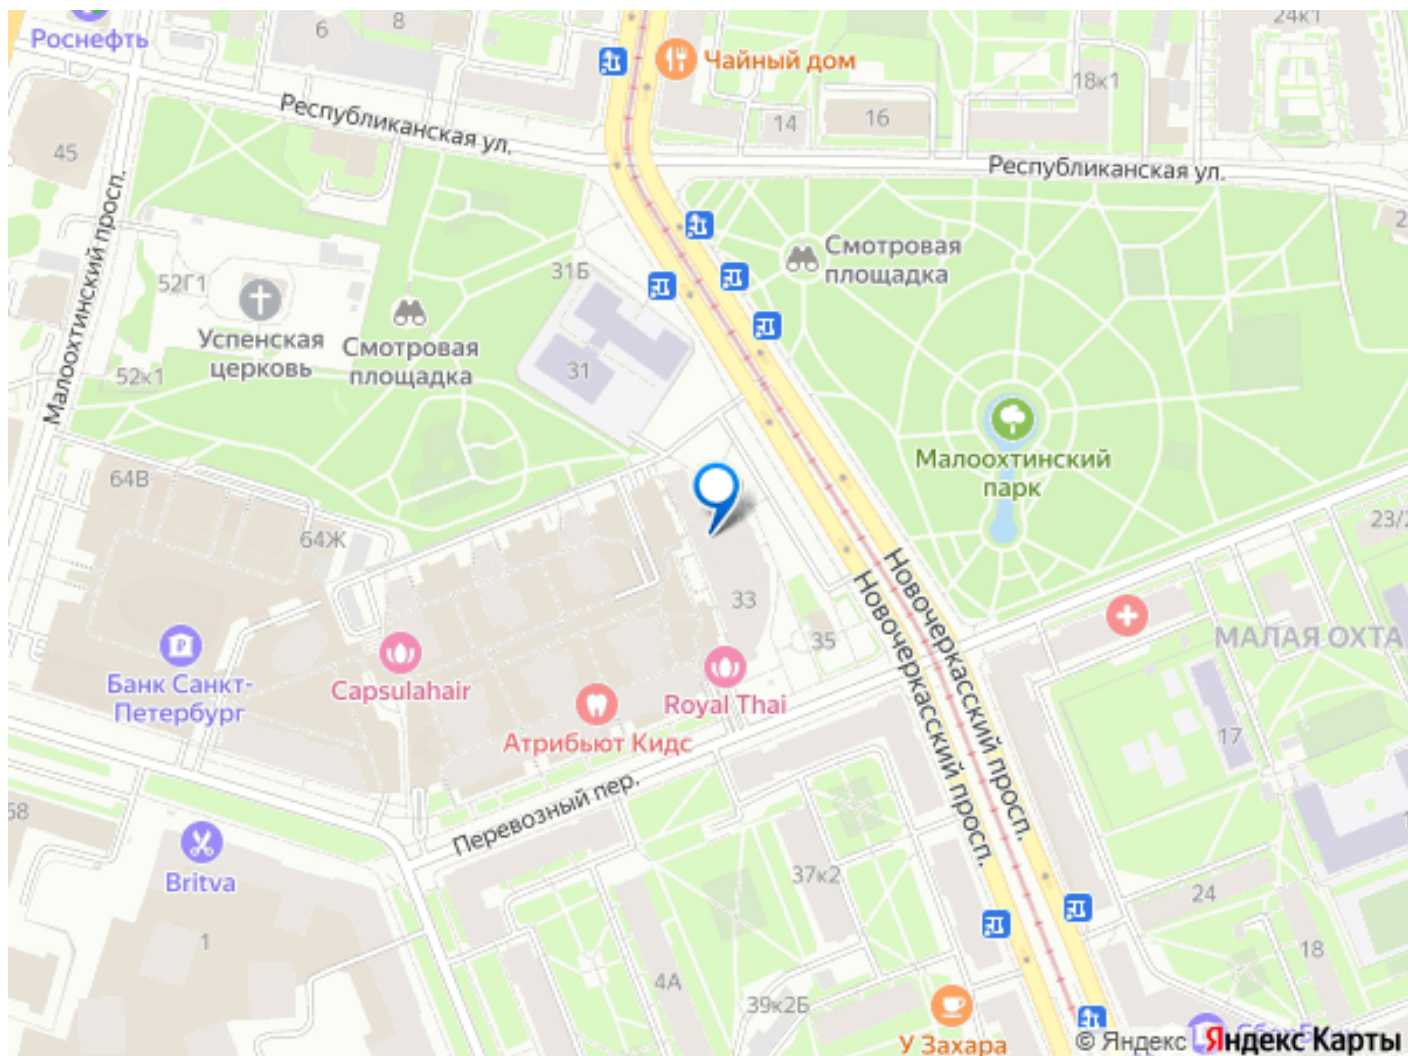 Роснефть
6
8
Чайный дом
24к1
18к1
14
16
Республиканская ул.
Республиканская ул.
45
Малоохтинский просп.
52Г1
31Б
Смотровая
площадка
Успенская
церковь
Смотровая
площадка
52к1
31
Малоохтинский
парк
64В
64Ж
33
35
Новочеркасский просп.
Новочеркасский просп.
МАЛАЯ ОХТА
Банк Санкт-
Петербург
Capsulahair
Royal Thai
Атрибьют Кидс
17
Перевозный пер.
Britva
1
37к2
24
18
4А
39к2Б
У Захара
© Яндекс
Яндекс Карты